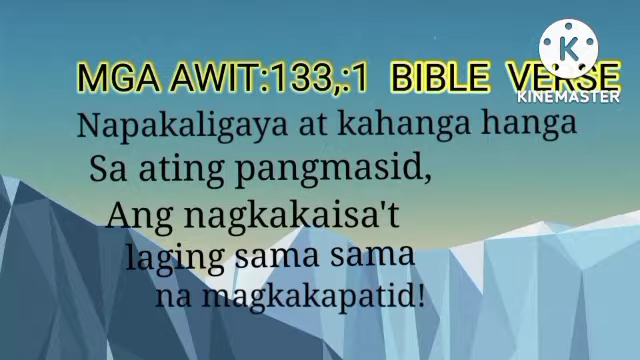 MGA AWIT:133,:1 BIBLE VERSE
KINEMASTER
Napakaligaya at kahanga hanga
Sa ating pangmasid,
Ang nagkakaisa't
laging sama sama
na magkakapatid!